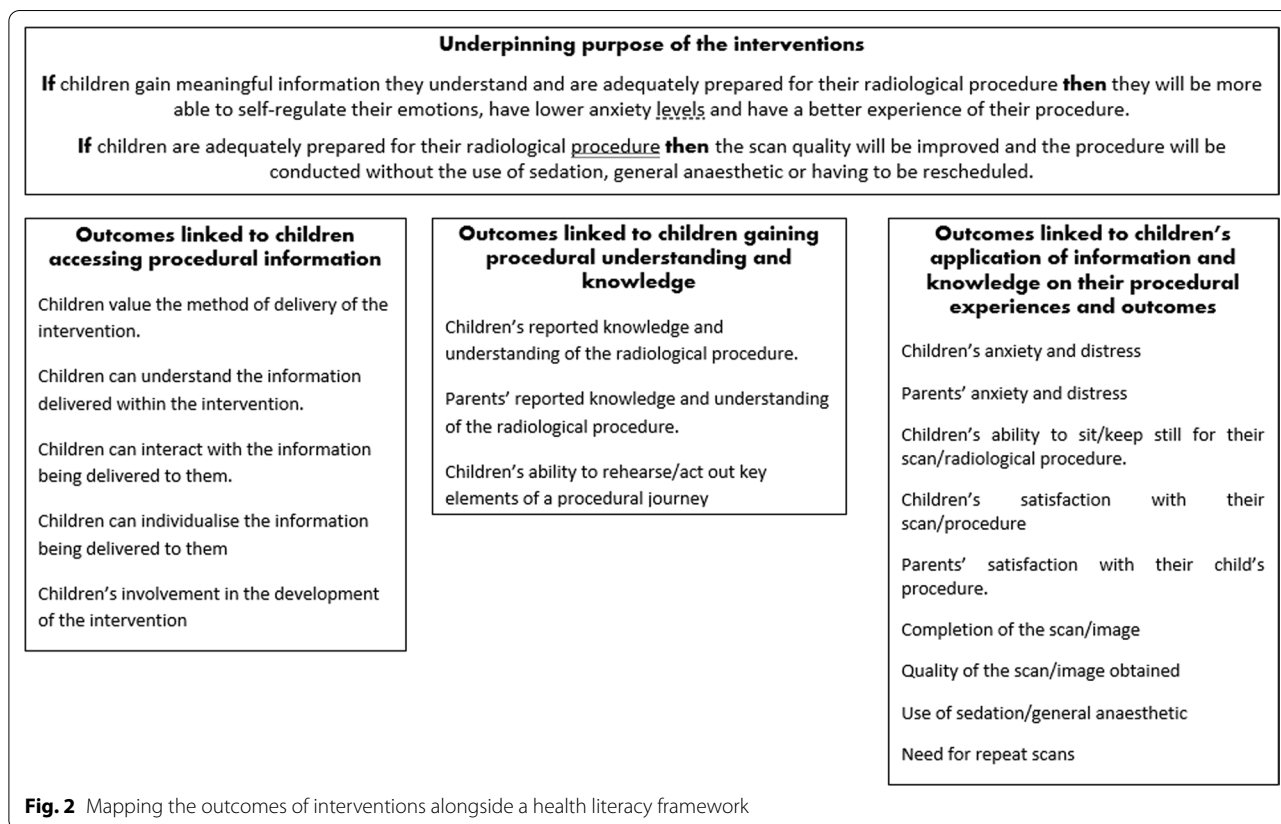 Underpinning purpose of the interventions
If children gain meaningful information they understand and are adequately prepared for their radiological procedure then they will be more
able to self-regulate their emotions, have lower anxiety levels and have a better experience of their procedure.
If children are adequately prepared for their radiological procedure then the scan quality will be improved and the procedure will be
conducted without the use of sedation, general anaesthetic or having to be rescheduled.
Outcomes linked to children
accessing procedural information
Children value the method of delivery of the
intervention.
Children can understand the information
delivered within the intervention.
Children can interact with the information
being delivered to them.
Children can individualise the information
being delivered to them
Children's involvement in the development
of the intervention
Outcomes linked to children gaining
procedural understanding and
knowledge
Children's reported knowledge and
understanding of the radiological procedure.
Parents' reported knowledge and understanding
of the radiological procedure.
Children's ability to rehearse/act out key
elements of a procedural journey
Outcomes linked to children's
application of information and
knowledge on their procedural
experiences and outcomes
Children's anxiety and distress
Parents' anxiety and distress
Children's ability to sit/keep still for their
scan/radiological procedure.
Children's satisfaction with their
scan/procedure
Parents' satisfaction with their child's
procedure.
Completion of the scan/image
Quality of the scan/image obtained
Use of sedation/general anaesthetic
Need for repeat scans
Fig. 2 Mapping the outcomes of interventions alongside a health literacy framework